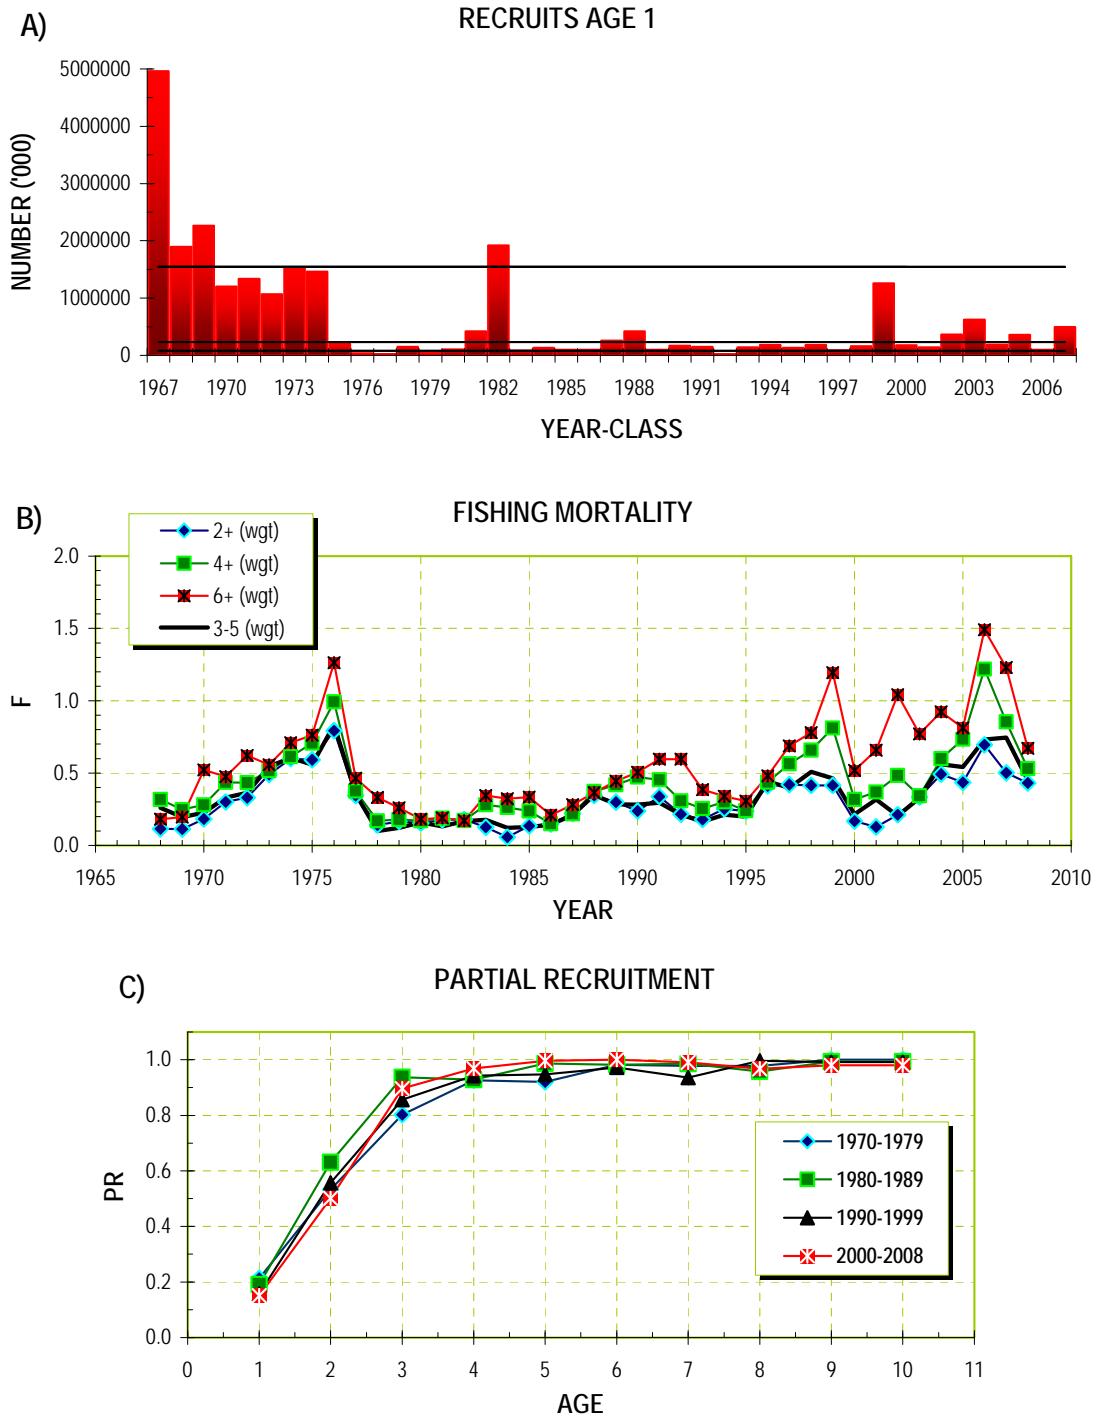 A)
RECRUITS AGE 1
NUMBER ('000)
5000000
4000000
3000000
2000000
1000000
0
1967 1970 1973 1976 1979 1982 1985 1988 1991 1994 1997 2000 2003 2006
YEAR-CLASS
B)
FISHING MORTALITY
2+ (wgt)
4+ (wgt)
6+ (wgt)
3-5 (wgt)
F
2.0
1.5
1.0
0.5
0.0
1965 1970 1975 1980 1985 1990 1995 2000 2005 2010
YEAR
C)
PARTIAL RECRUITMENT
PR
1.0
0.8
0.6
0.4
0.2
0.0
1970-1979
1980-1989
1990-1999
2000-2008
0 1 2 3 4 5 6 7 8 9 10 11
AGE